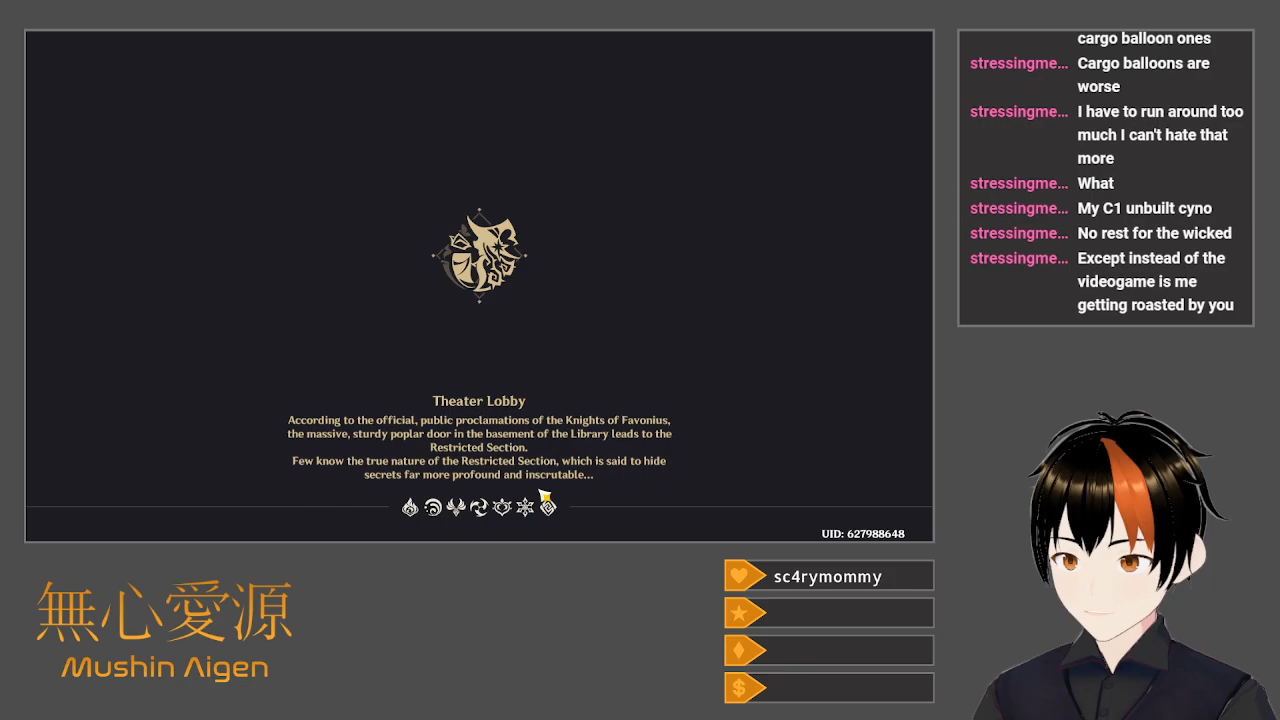 cargo balloon ones
stressingme... Cargo balloons are
worse
stressingme... I have to run around too
much I can't hate that
more
stressingme... What
stressingme... My C1 unbuilt cyno
stressingme... No rest for the wicked
stressingme... Except instead of the
videogame is me
getting roasted by you
Theater Lobby
According to the official, public proclamations of the Knights of Favonius,
the massive, sturdy poplar door in the basement of the Library leads to the
Restricted Section.
Few know the true nature of the Restricted Section, which is said to hide
secrets far more profound and inscrutable...
UID: 627988648
無心愛源
Mushin Aigen
sc4rymommy